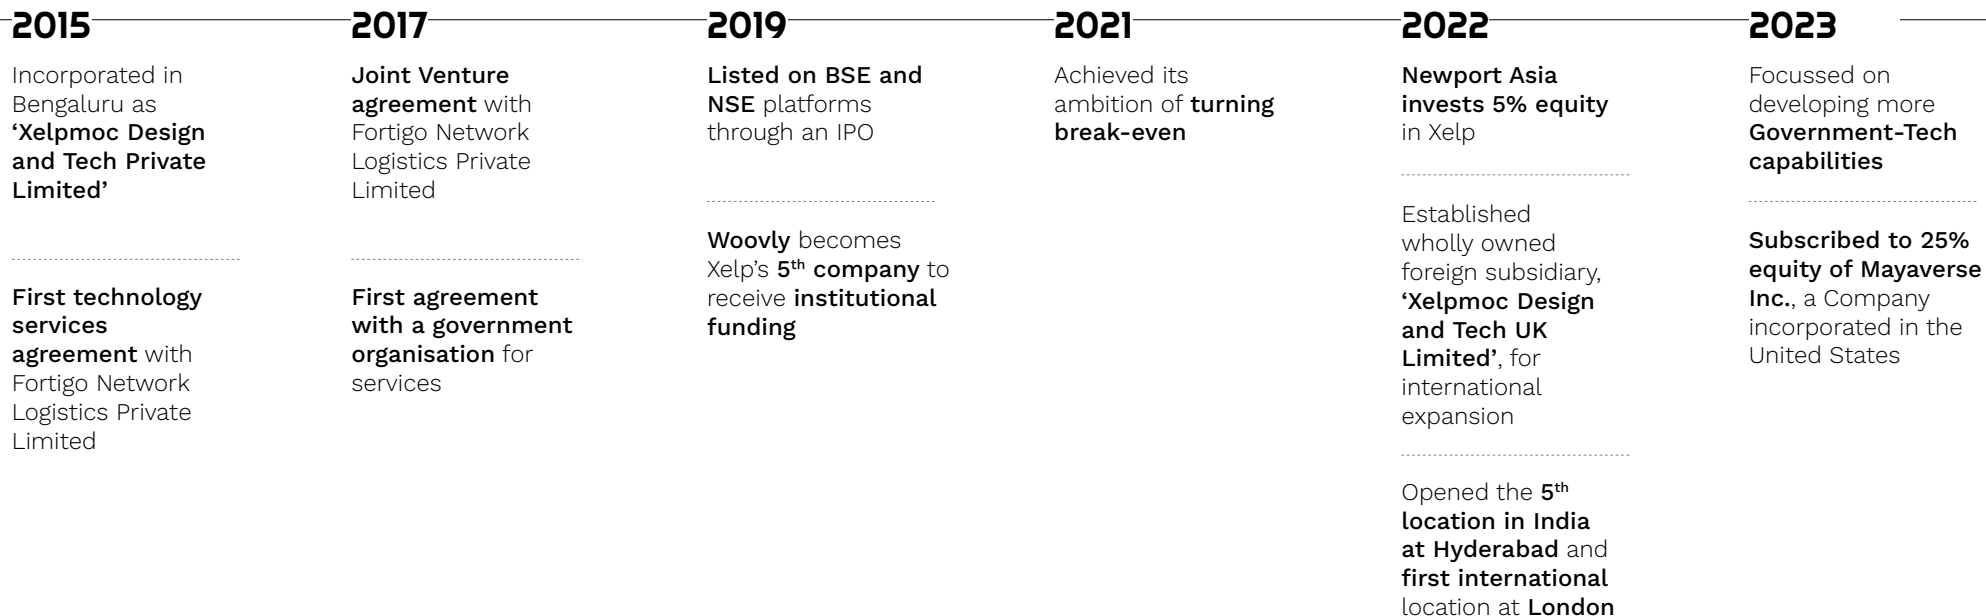 2015
Incorporated in
Bengaluru as
‘Xelpmoc Design
and Tech Private
Limited’
First technology
services
agreement with
Fortigo Network
Logistics Private
Limited
2017
Joint Venture
agreement with
Fortigo Network
Logistics Private
Limited
First agreement
with a government
organisation for
services
2019
Listed on BSE and
NSE platforms
through an IPO
Woovly becomes
Xelp’s 5th company to
receive institutional
funding
2021
Achieved its
ambition of turning
break-even
2022
Newport Asia
invests 5% equity
in Xelp
Established
wholly owned
foreign subsidiary,
‘Xelpmoc Design
and Tech UK
Limited’, for
international
expansion
Opened the 5th
location in India
at Hyderabad and
first international
location at London
2023
Focussed on
developing more
Government-Tech
capabilities
Subscribed to 25%
equity of Mayaverse
Inc., a Company
incorporated in the
United States